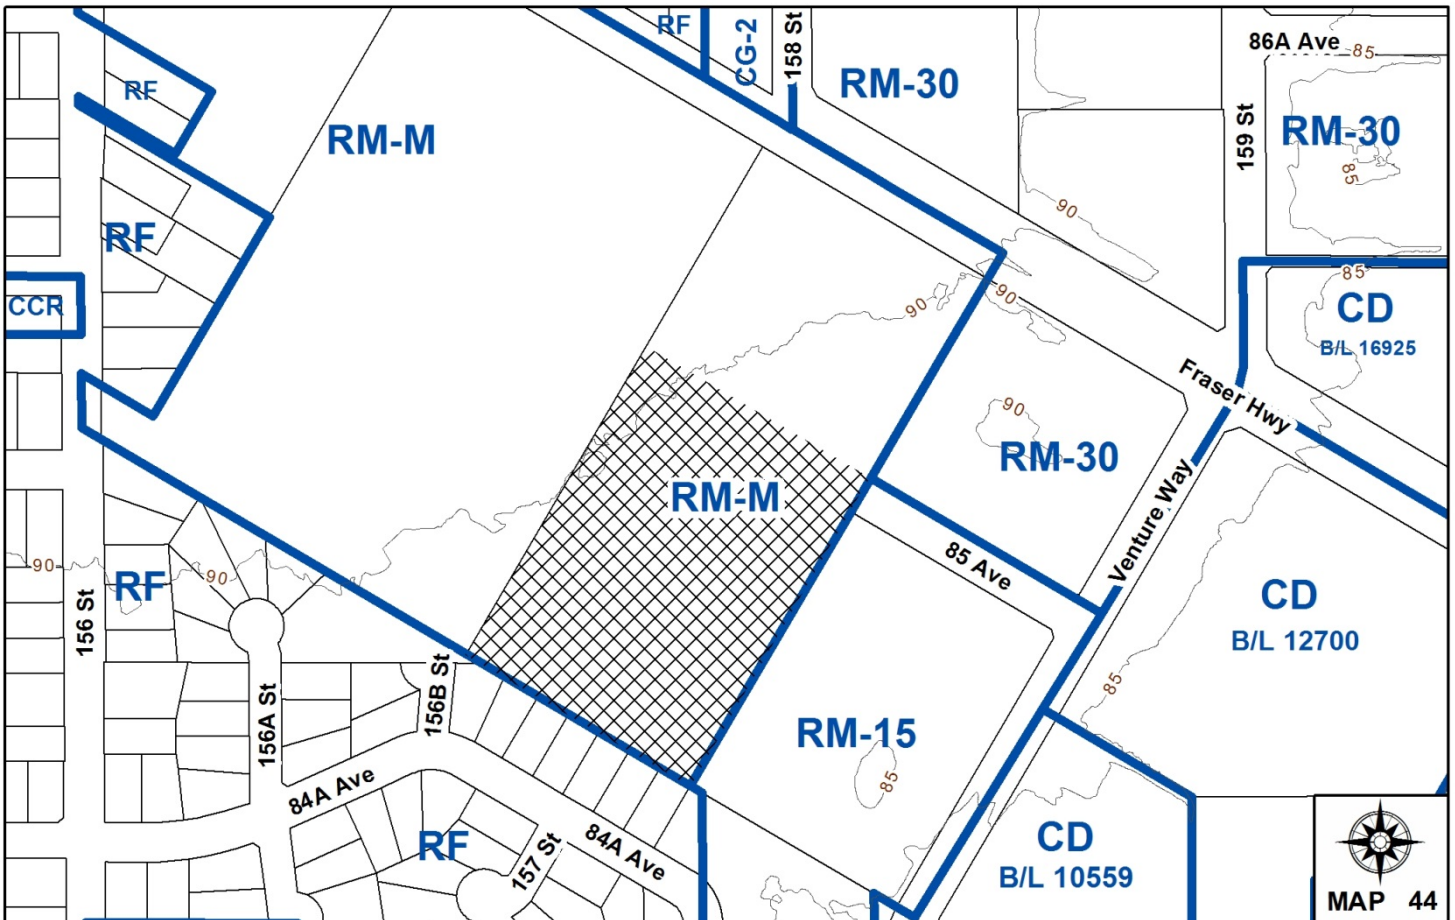 RF
CG-2
158 St
RM-30
86A Ave
85
RF
RM-M
159 St
RM-30
85
RF
90
CCR
90
90
85
CD
B/L 16925
Fraser Hwy
90
RM-30
RM-M
Venture Way
85 Ave
90
RF
90
156 St
CD
B/L 12700
156B St
85
156A St
RM-15
85
84A Ave
RF
157 St
84A Ave
CD
B/L 10559
MAP 44